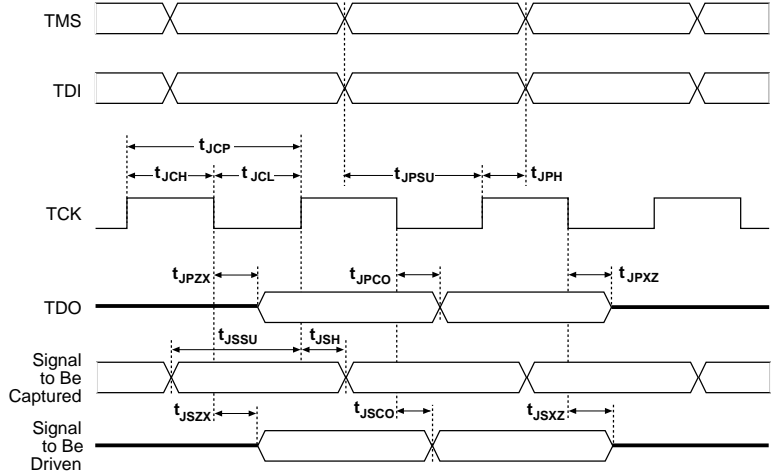 TMS
TDI
tJCP
tJCH
tJCL
tJPSU
tJPH
TCK
tJPZX
tJPCO
tJPXZ
TDO
tJSSU
tJSH
Signal
to Be
Captured
tJSZX
tJSCO
tJSXZ
Signal
to Be
Driven